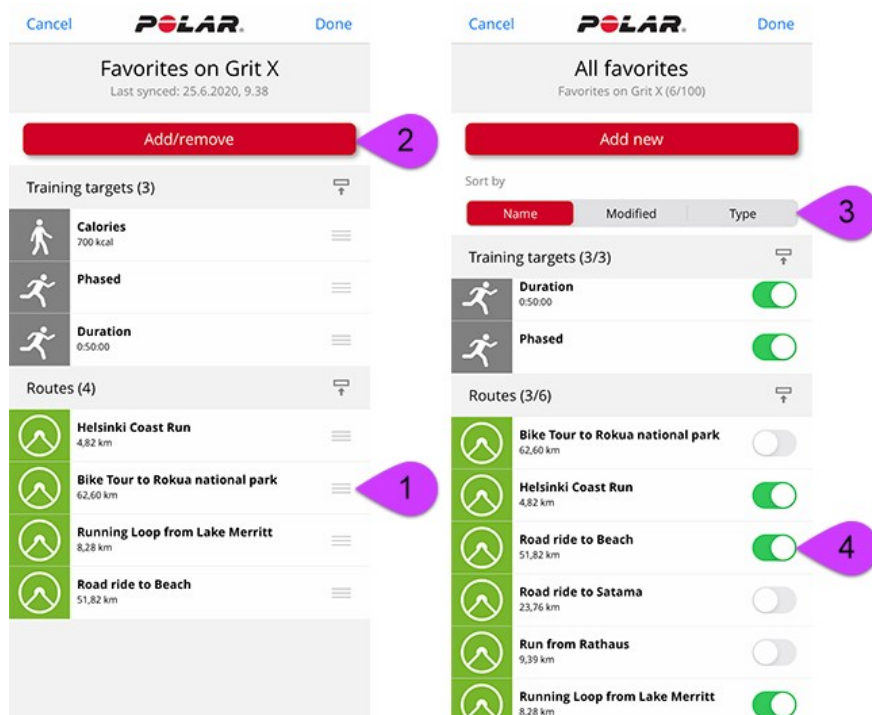 Cancel
POLAR.
Done
Favorites on Grit X
Last synced: 25.6.2020, 9.38
Add/remove
2
Training targets (3)
Calories
700 kcal
Phased
Duration
0:50:00
Routes (4)
Helsinki Coast Run
4,82 km
Bike Tour to Rokua national park
62,60 km
1
Running Loop from Lake Merritt
8,28 km
Road ride to Beach
51,82 km
Cancel
POLAR.
Done
All favorites
Favorites on Grit X (6/100)
Add new
Sort by
Name Modified Type
3
Training targets (3/3)
Duration
0:50:00
Phased
Routes (3/6)
Bike Tour to Rokua national park
62,60 km
Helsinki Coast Run
4,82 km
Road ride to Beach
51,82 km
4
Road ride to Satama
23,76 km
Run from Rathaus
9,39 km
Running Loop from Lake Merritt
8,28 km